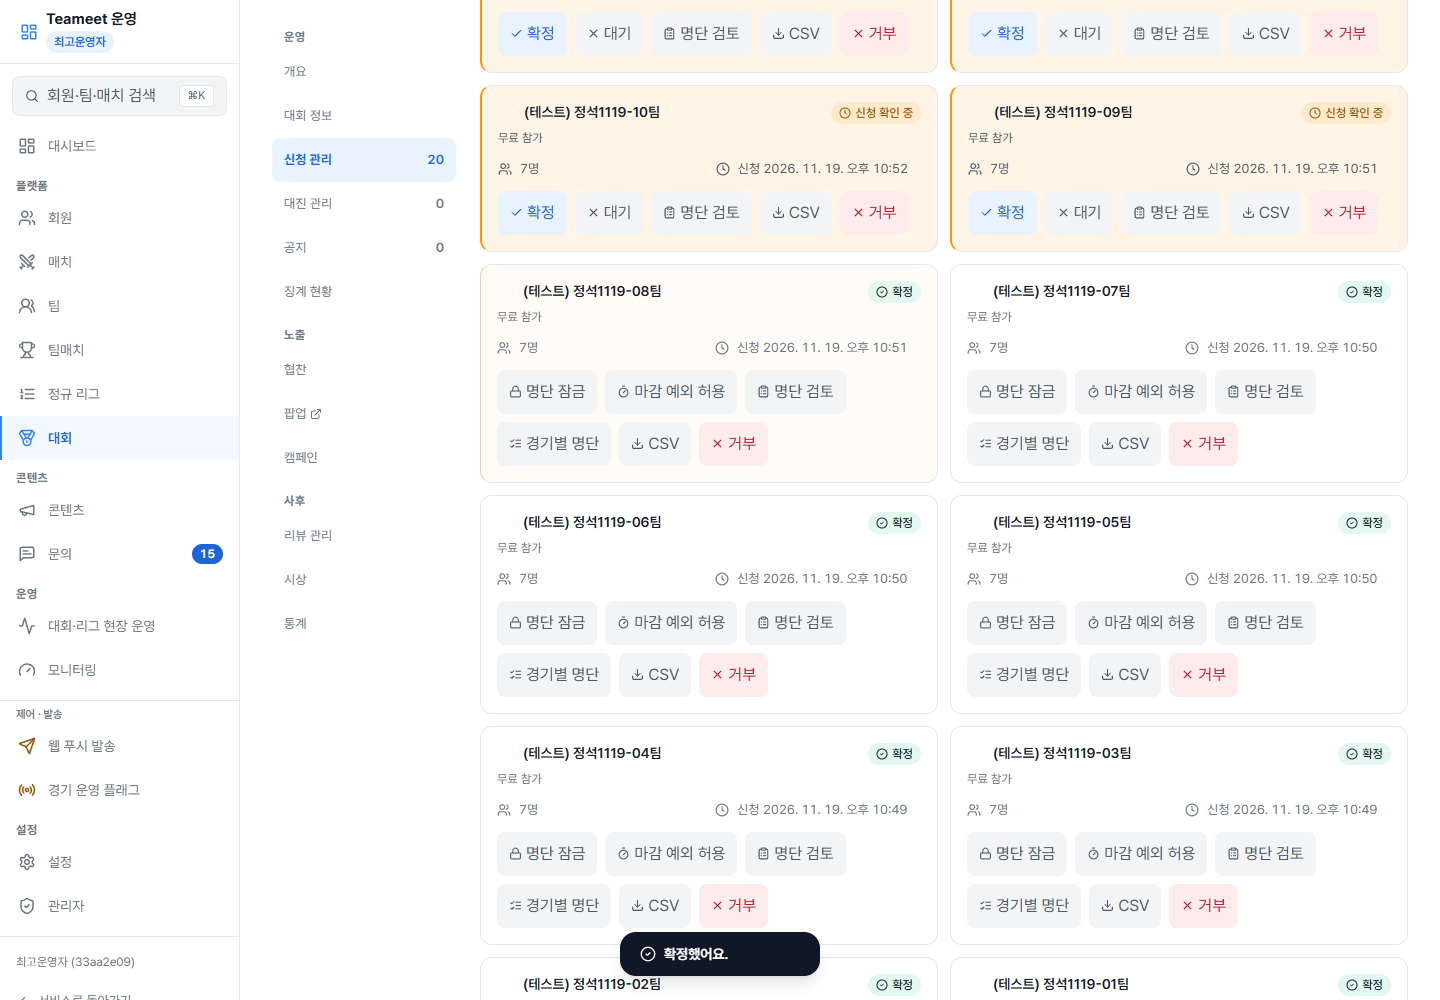 Teameet 운영
최고운영자
회원·팀·매치 검색 ⌘K
대시보드
플랫폼
회원
매치
팀
팀매치
정규 리그
대회
콘텐츠
콘텐츠
문의 15
운영
대회·리그 현장 운영
모니터링
제어 · 발송
웹 푸시 발송
경기 운영 플래그
설정
설정
관리자
최고운영자 (33aa2e09)
운영
개요
대회 정보
신청 관리 20
대진 관리 0
공지 0
징계 현황
노출
협찬
팝업
캠페인
사후
리뷰 관리
시상
통계
확정 대기 명단 검토 CSV 거부
확정 대기 명단 검토 CSV 거부
(테스트) 정석1119-10팀 신청 확인 중
무료 참가
7명 신청 2026. 11. 19. 오후 10:52
확정 대기 명단 검토 CSV 거부
(테스트) 정석1119-09팀 신청 확인 중
무료 참가
7명 신청 2026. 11. 19. 오후 10:51
확정 대기 명단 검토 CSV 거부
(테스트) 정석1119-08팀 확정
무료 참가
7명 신청 2026. 11. 19. 오후 10:51
명단 잠금 마감 예외 허용 명단 검토
경기별 명단 CSV 거부
(테스트) 정석1119-07팀 확정
무료 참가
7명 신청 2026. 11. 19. 오후 10:50
명단 잠금 마감 예외 허용 명단 검토
경기별 명단 CSV 거부
(테스트) 정석1119-06팀 확정
무료 참가
7명 신청 2026. 11. 19. 오후 10:50
명단 잠금 마감 예외 허용 명단 검토
경기별 명단 CSV 거부
(테스트) 정석1119-05팀 확정
무료 참가
7명 신청 2026. 11. 19. 오후 10:50
명단 잠금 마감 예외 허용 명단 검토
경기별 명단 CSV 거부
(테스트) 정석1119-04팀 확정
무료 참가
7명 신청 2026. 11. 19. 오후 10:49
명단 잠금 마감 예외 허용 명단 검토
경기별 명단 CSV 거부
(테스트) 정석1119-03팀 확정
무료 참가
7명 신청 2026. 11. 19. 오후 10:49
명단 잠금 마감 예외 허용 명단 검토
경기별 명단 CSV 거부
(테스트) 정석1119-02팀 확정
(테스트) 정석1119-01팀 확정
확정했어요.